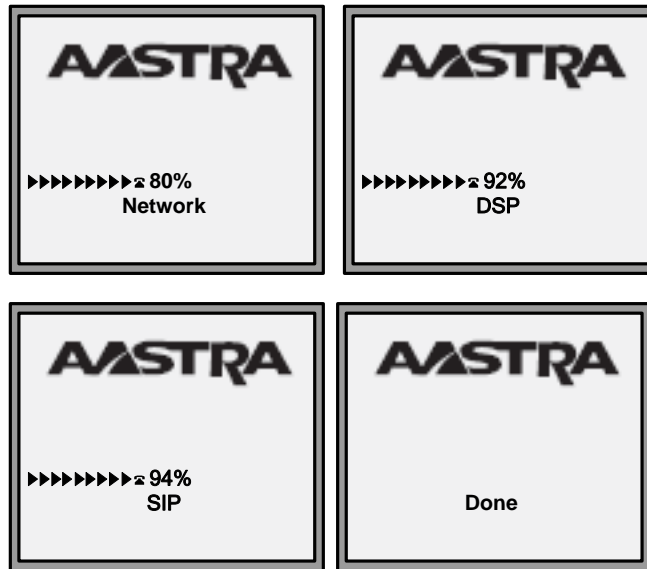 AASTRA
80%
Network
AASTRA
92%
DSP
AASTRA
94%
SIP
AASTRA
Done